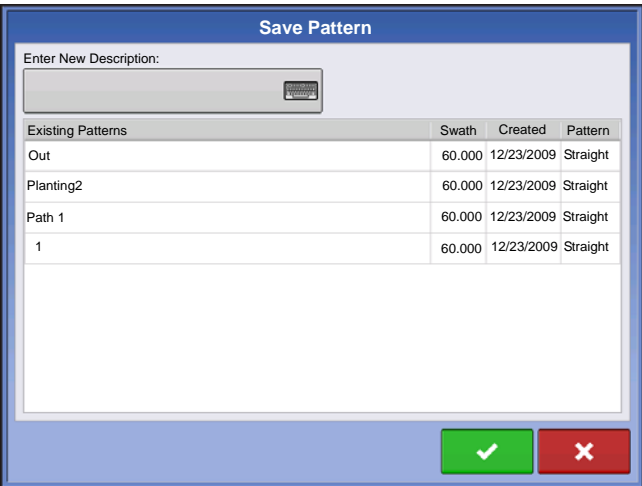 Save Pattern
Enter New Description:
Existing Patterns Swath Created Pattern
Out 60.000 12/23/2009 Straight
Planting2 60.000 12/23/2009 Straight
Path 1 60.000 12/23/2009 Straight
1 60.000 12/23/2009 Straight